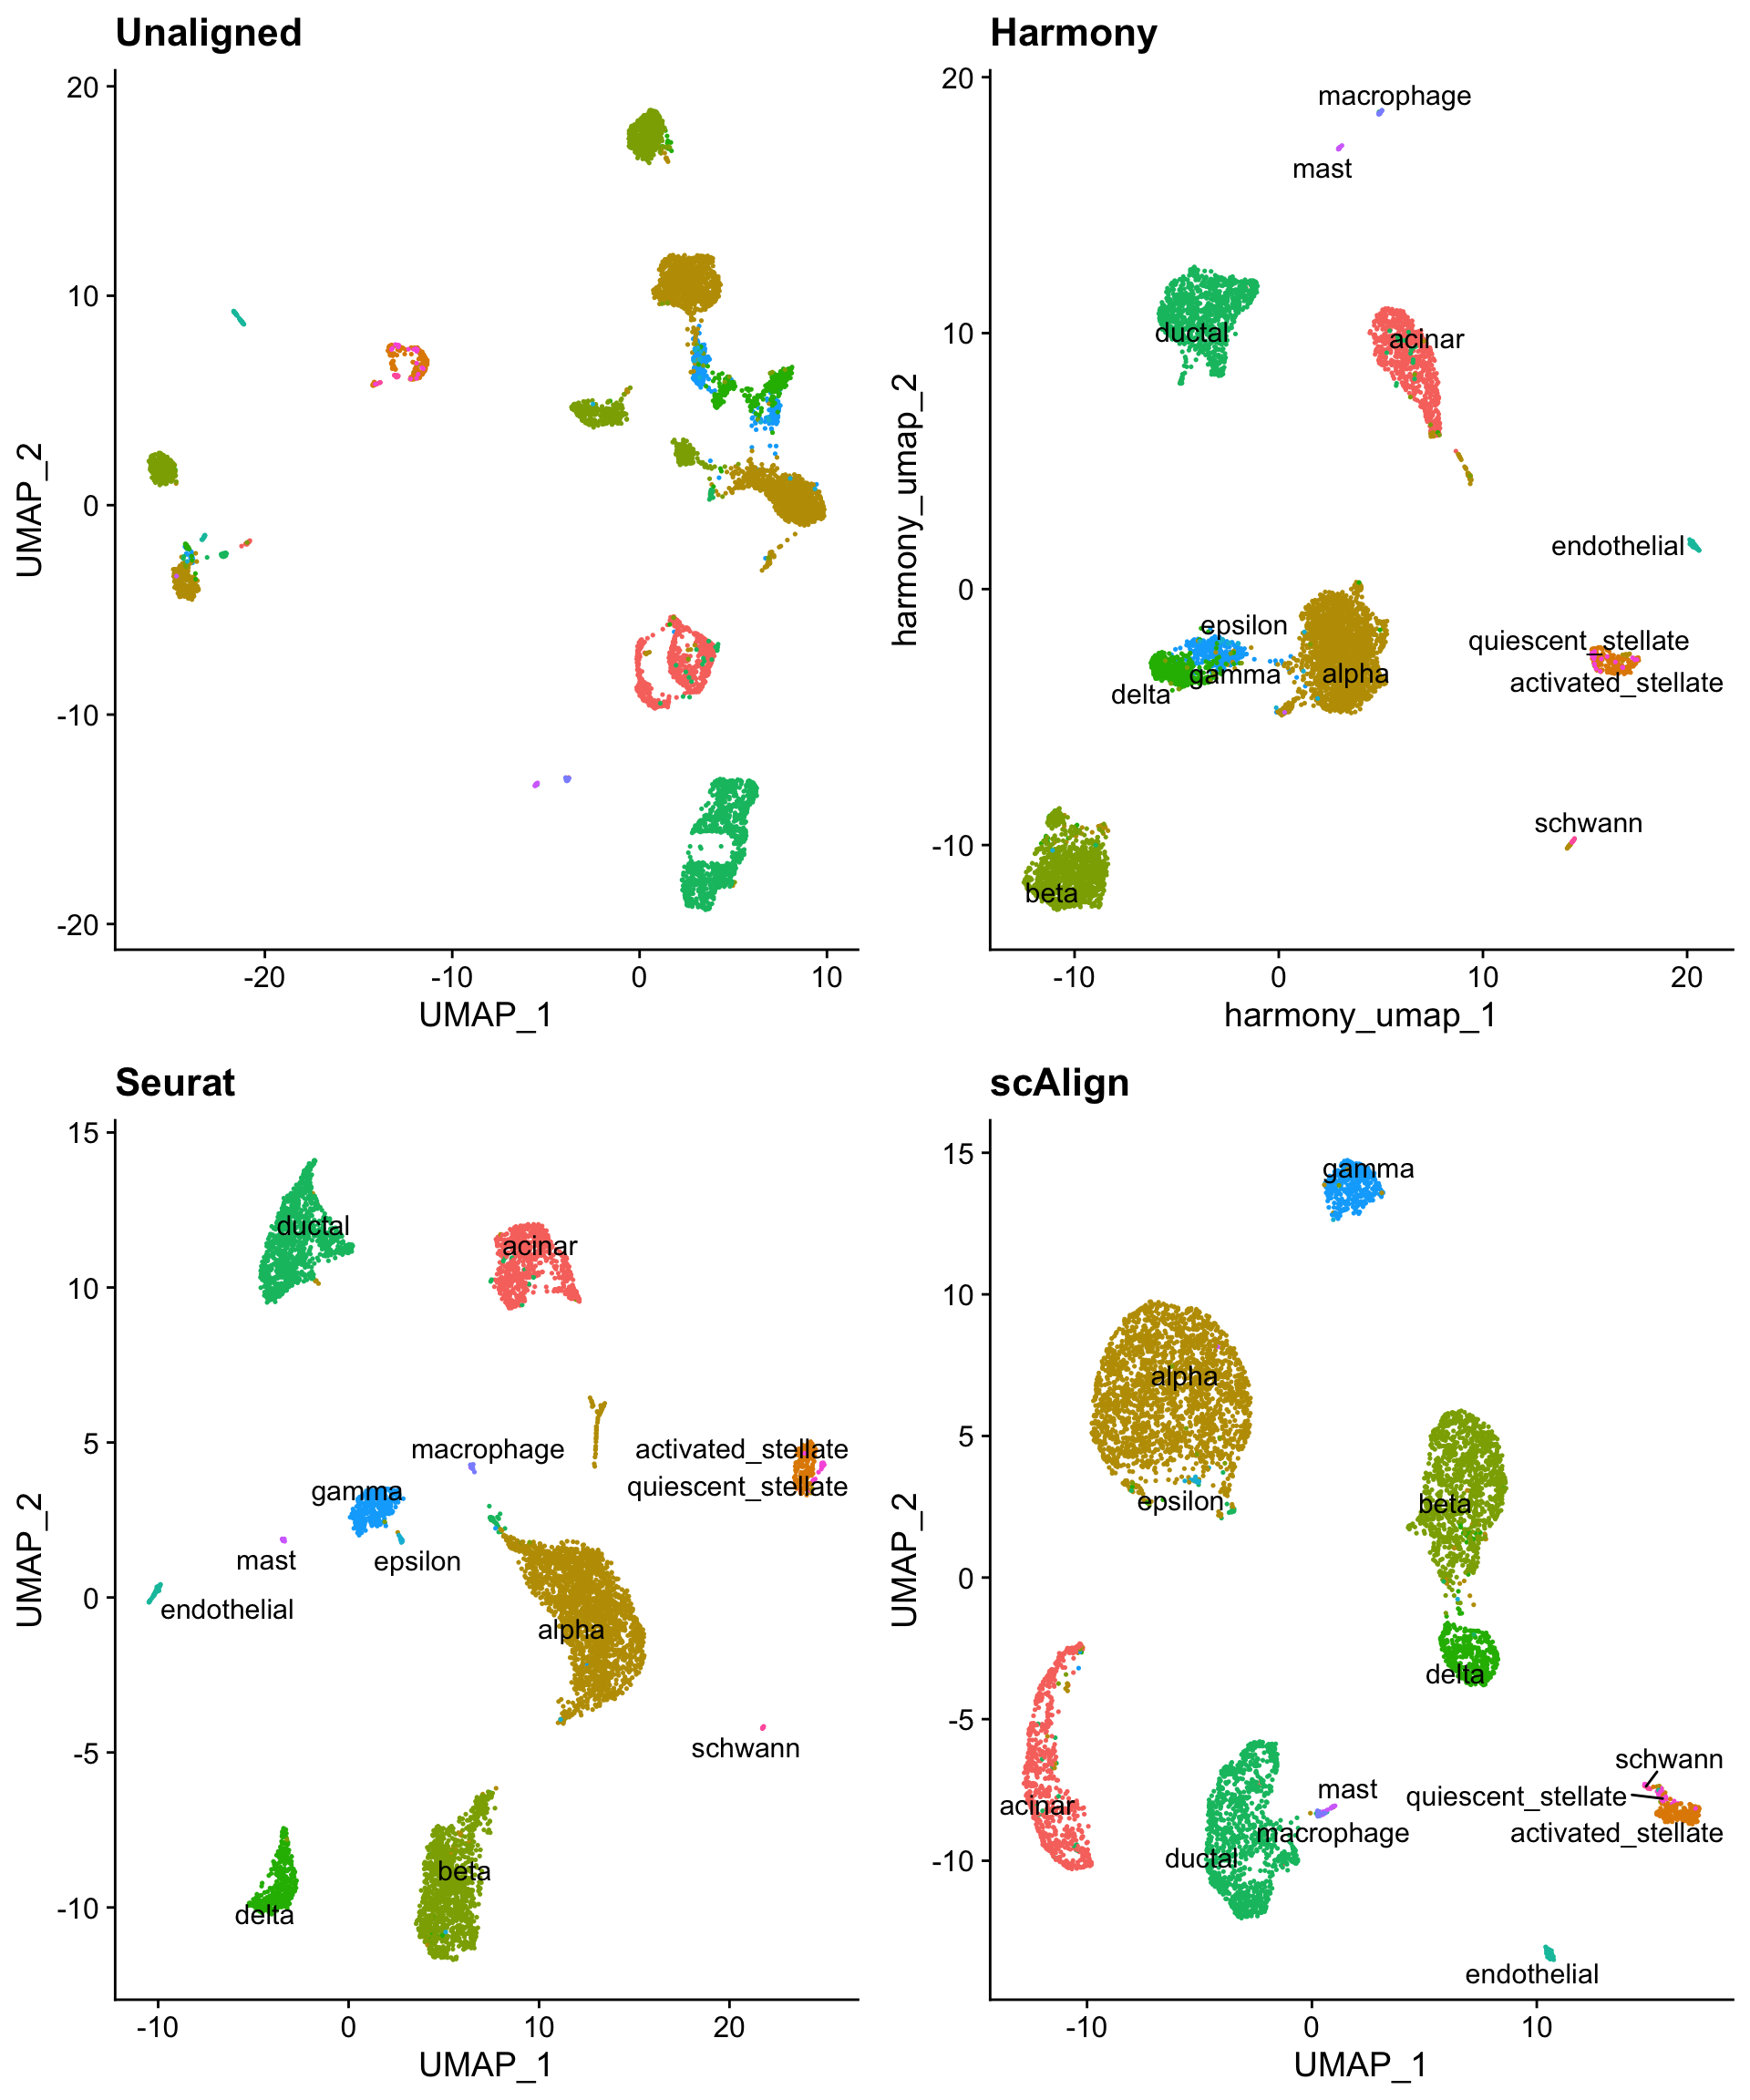 Unaligned
20
10
0
-10
-20
UMAP_2
-20
-10
0
10
UMAP_1
Harmony
20
10
0
-10
harmony_umap_2
macrophage
mast
ductal
acinar
endothelial
epsilon
quiescent_stellate
gamma
alpha
activated_stellate
delta
schwann
beta
-10
0
10
20
harmony_umap_1
Seurat
15
10
5
0
-5
-10
UMAP_2
ductal
acinar
macrophage
activated_stellate
gamma
quiescent_stellate
mast
epsilon
endothelial
alpha
schwann
beta
delta
-10
0
10
20
UMAP_1
scAlign
15
10
5
0
-5
-10
UMAP_2
gamma
alpha
epsilon
beta
delta
schwann
mast
quiescent_stellate
acinar
macrophage
activated_stellate
ductal
endothelial
-10
0
10
UMAP_1